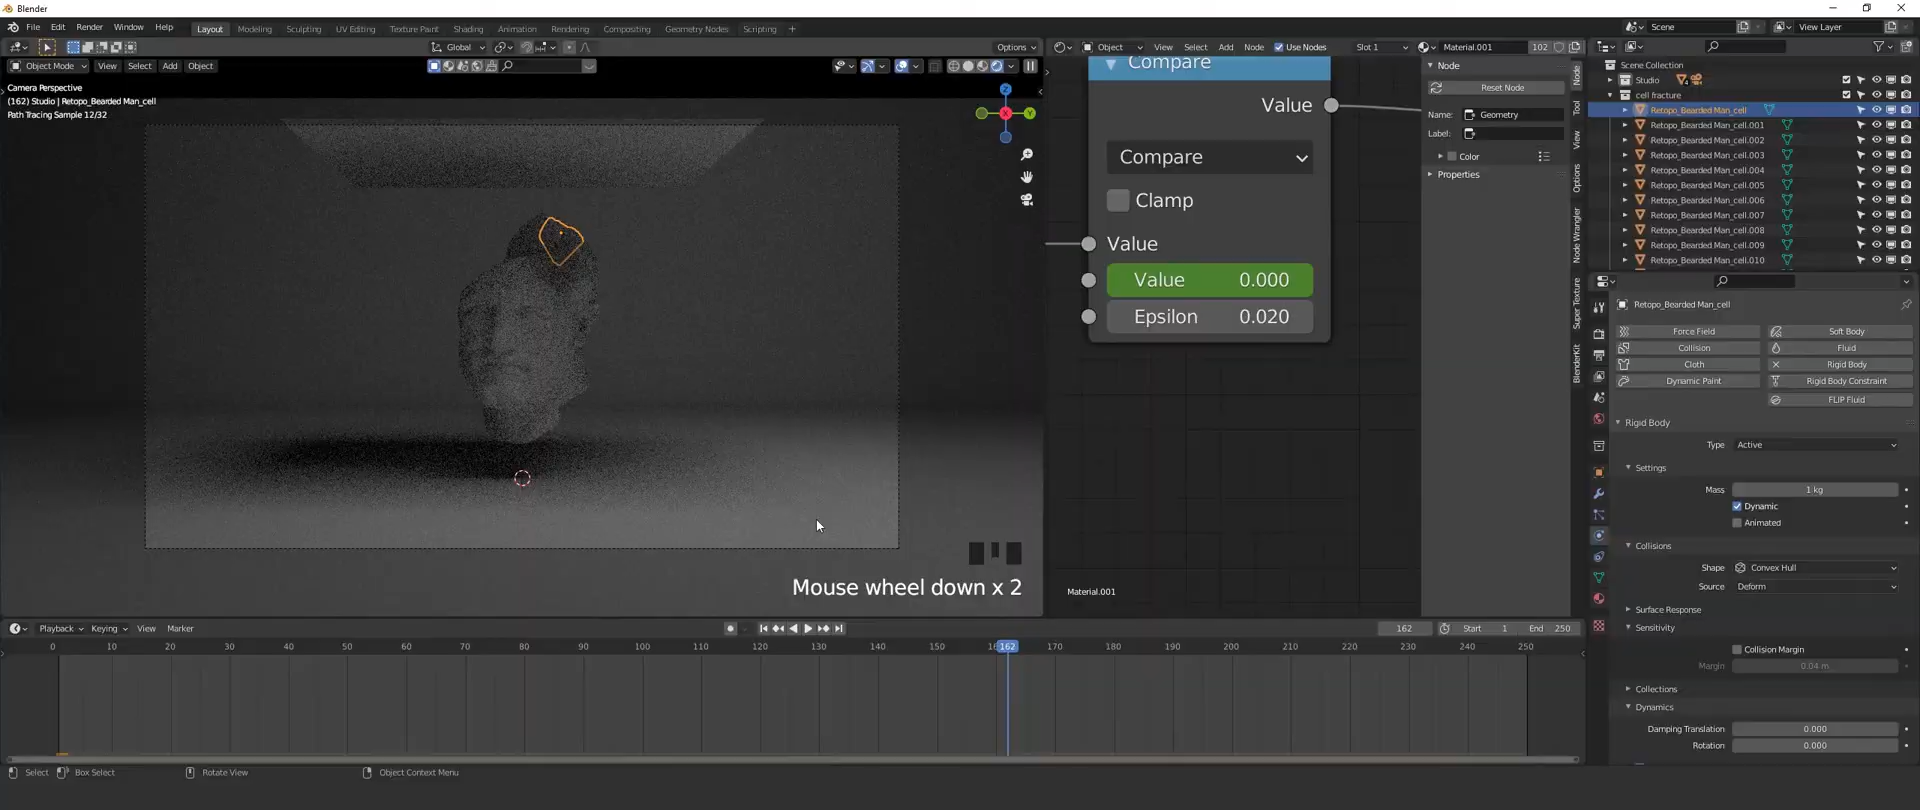 Blender
File Edit Render Window Help Layout Modeling Sculpting UV Editing Texture Paint Shading Animation Rendering Compositing Geometry Nodes Scripting + Scene View Layer
Global Options Object View Select Add Node Use Nodes Slot 1 Material.001 102
Object Mode View Select Add Object
Camera Perspective
(162) Studio | Retopo_Bearded Man_cell
Path Tracing Sample 12/32
Z
Y
X
Mouse wheel down x 2
Compare
Value
Compare
Clamp
Value
Value 0.000
Epsilon 0.020
Material.001
Node
Reset Node
Name: Geometry
Label:
Color
Properties
Node
Tool
View
Options
Node Wrangler
Super Texture
BlenderKit
Scene Collection
Studio
cell fracture
Retopo_Bearded Man_cell
Retopo_Bearded Man_cell.001
Retopo_Bearded Man_cell.002
Retopo_Bearded Man_cell.003
Retopo_Bearded Man_cell.004
Retopo_Bearded Man_cell.005
Retopo_Bearded Man_cell.006
Retopo_Bearded Man_cell.007
Retopo_Bearded Man_cell.008
Retopo_Bearded Man_cell.009
Retopo_Bearded Man_cell.010
Retopo_Bearded Man_cell
Force Field Soft Body
Collision Fluid
Cloth Rigid Body
Dynamic Paint Rigid Body Constraint
FLIP Fluid
Rigid Body
Type Active
Settings
Mass 1 kg
Dynamic
Animated
Collisions
Shape Convex Hull
Source Deform
Surface Response
Sensitivity
Collision Margin
Margin 0.04 m
Collections
Dynamics
Damping Translation 0.000
Rotation 0.000
Playback Keying View Marker 162 Start 1 End 250
0 10 20 30 40 50 60 70 80 90 100 110 120 130 140 150 162 170 180 190 200 210 220 230 240 250
Select Box Select Rotate View Object Context Menu